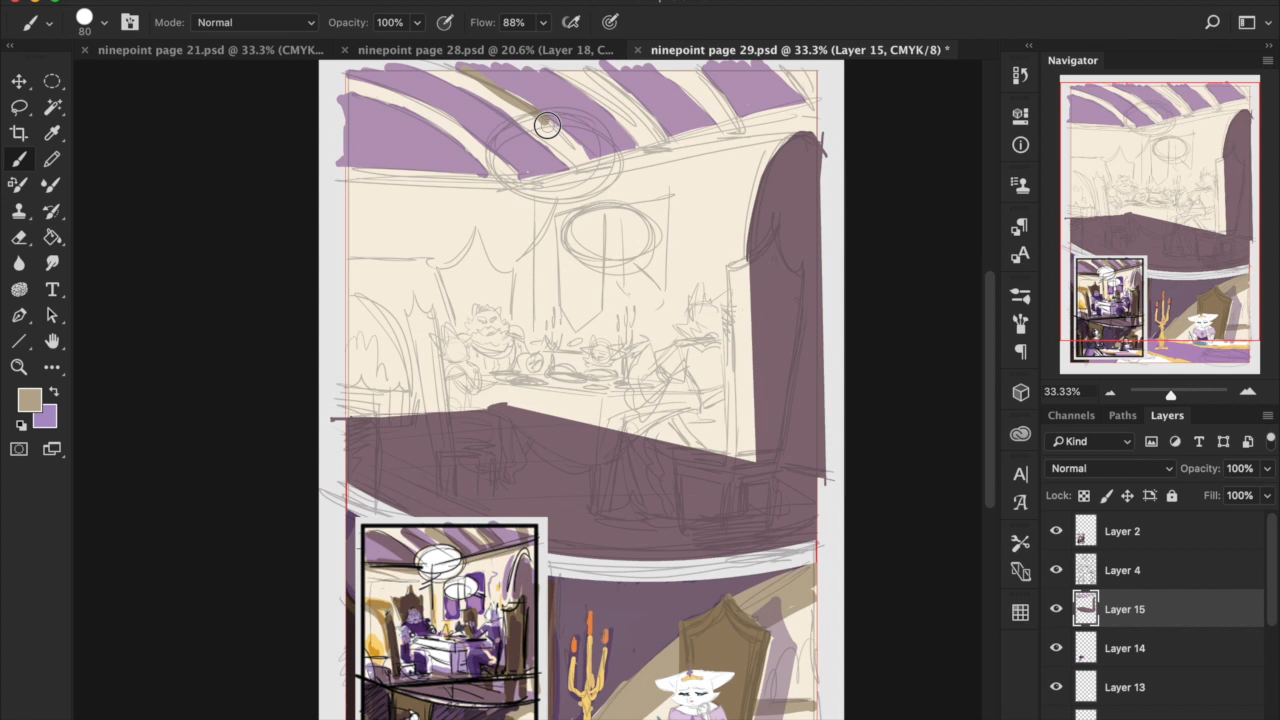 80
Mode: Normal
Opacity: 100%
Flow: 88%
ninepoint page 21.psd @ 33.3% (CMYK...
ninepoint page 28.psd @ 20.6% (Layer 18, C...
ninepoint page 29.psd @ 33.3% (Layer 15, CMYK/8) *
Navigator
33.33%
Channels Paths Layers
Kind
Normal Opacity: 100%
Lock: Fill: 100%
Layer 2
Layer 4
Layer 15
Layer 14
Layer 13